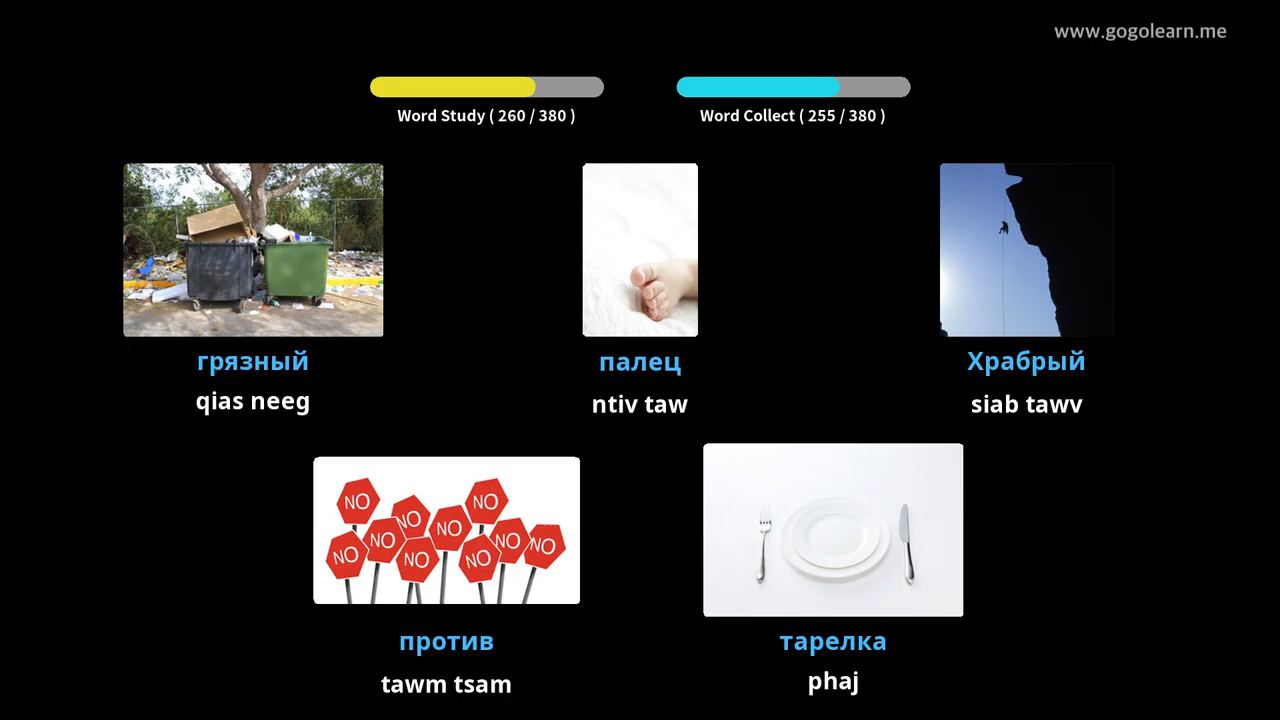 www.gogolearn.me
Word Study ( 260 / 380 )
Word Collect ( 255 / 380 )
грязный
qias neeg
палец
ntiv taw
Храбрый
siab tawv
NO
NO
NO
NO
NO
NO
NO
NO
NO
NO
против
tawm tsam
тарелка
phaj